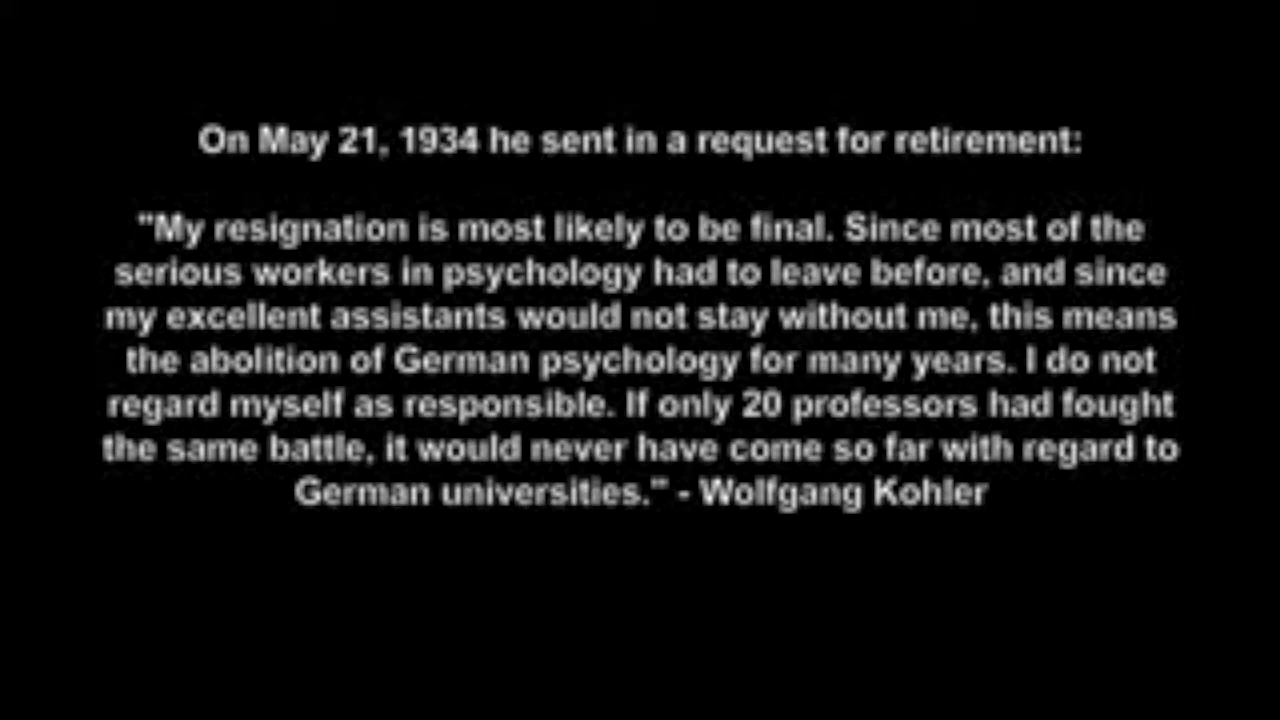 On May 21, 1934 he sent in a request for retirement:
"My resignation is most likely to be final. Since most of the
serious workers in psychology had to leave before, and since
my excellent assistants would not stay without me, this means
the abolition of German psychology for many years. I do not
regard myself as responsible. If only 20 professors had fought
the same battle, it would never have come so far with regard to
German universities." - Wolfgang Kohler